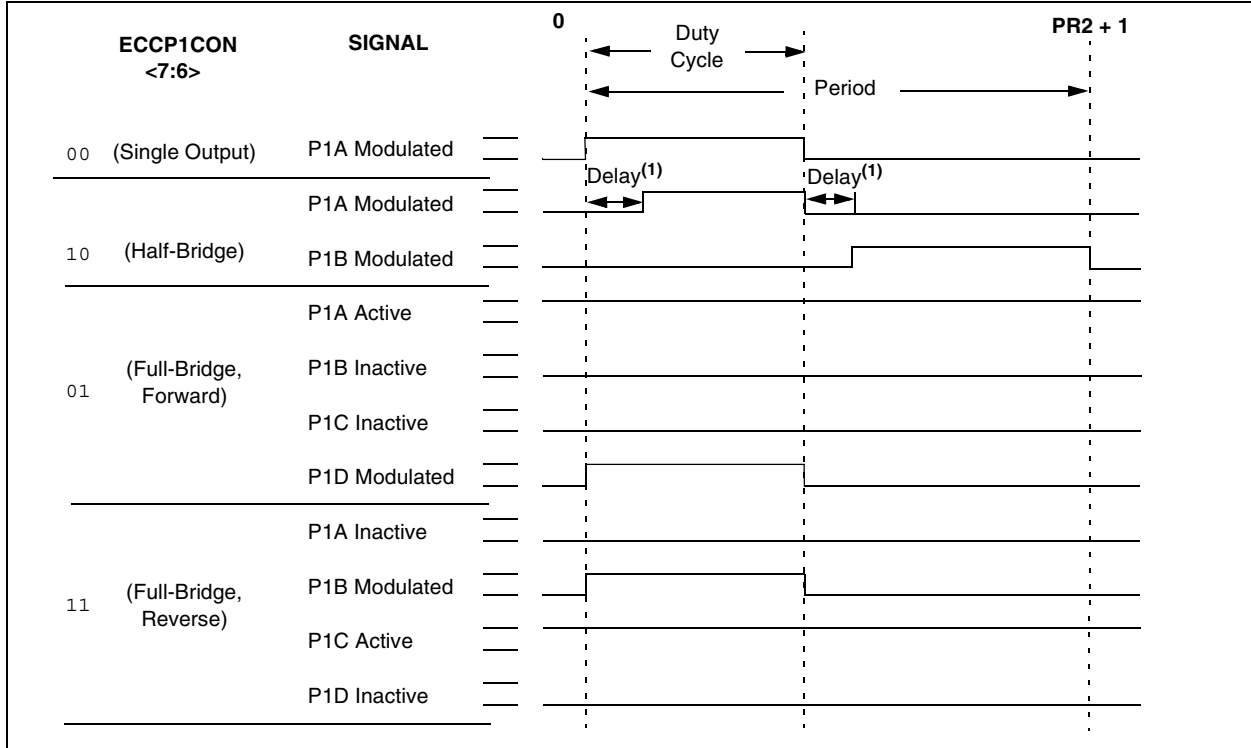 ECCP1CON
<7:6>
SIGNAL
0
PR2 + 1
Duty
Cycle
Period
00 (Single Output) P1A Modulated
Delay(1)
Delay(1)
P1A Modulated
10 (Half-Bridge)
P1B Modulated
P1A Active
P1B Inactive
01 (Full-Bridge,
Forward)
P1C Inactive
P1D Modulated
P1A Inactive
P1B Modulated
11 (Full-Bridge,
Reverse)
P1C Active
P1D Inactive